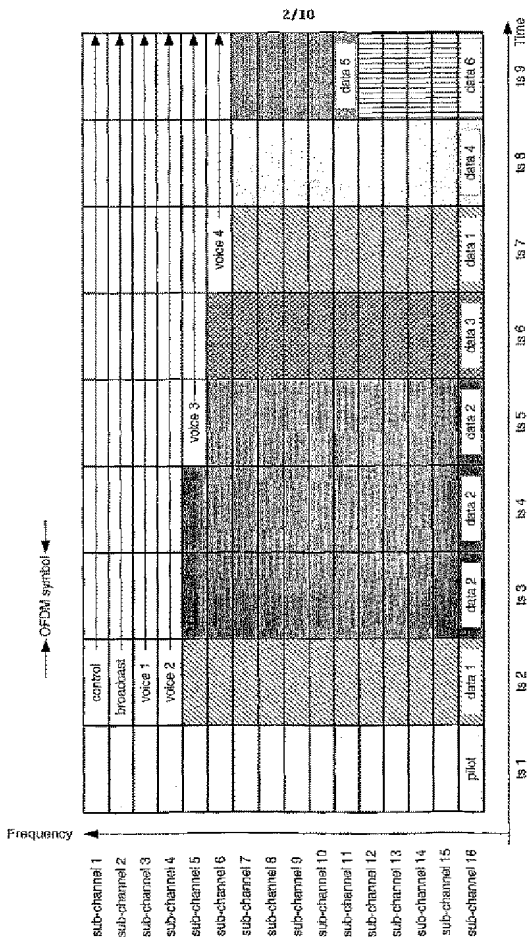 2/10
OFDM symbol
Frequency
sub-channel 1
sub-channel 2
sub-channel 3
sub-channel 4
sub-channel 5
sub-channel 6
sub-channel 7
sub-channel 8
sub-channel 9
sub-channel 10
sub-channel 11
sub-channel 12
sub-channel 13
sub-channel 14
sub-channel 15
sub-channel 16
control
broadcast
voice 1
voice 2
voice 3
voice 4
data 5
pilot
data 1
data 2
data 2
data 2
data 3
data 1
data 4
data 6
ts 1
ts 2
ts 3
ts 4
ts 5
ts 6
ts 7
ts 8
ts 9
Time